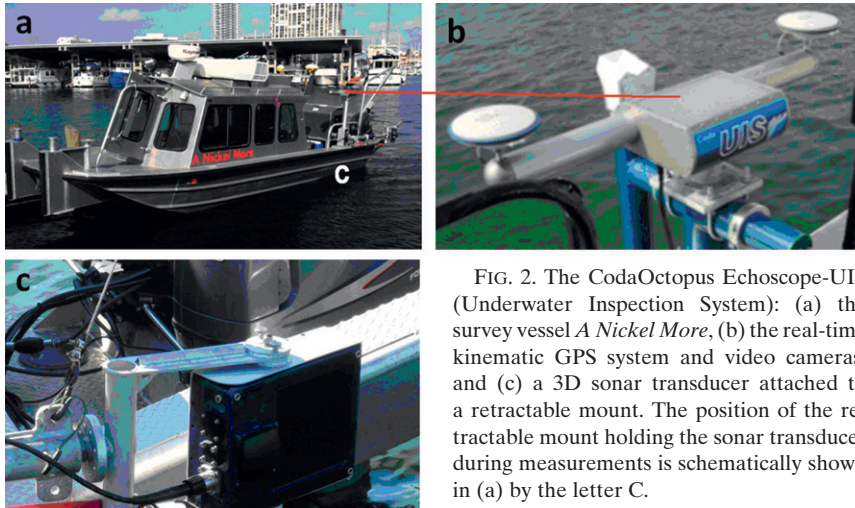 a
b
A Nickel More
C
Coda
UIS
c
FIG. 2. The CodaOctopus Echoscope-UI
(Underwater Inspection System): (a) th
survey vessel A Nickel More, (b) the real-tim
kinematic GPS system and video cameras
and (c) a 3D sonar transducer attached t
a retractable mount. The position of the re
tractable mount holding the sonar transduce
during measurements is schematically show
in (a) by the letter C.